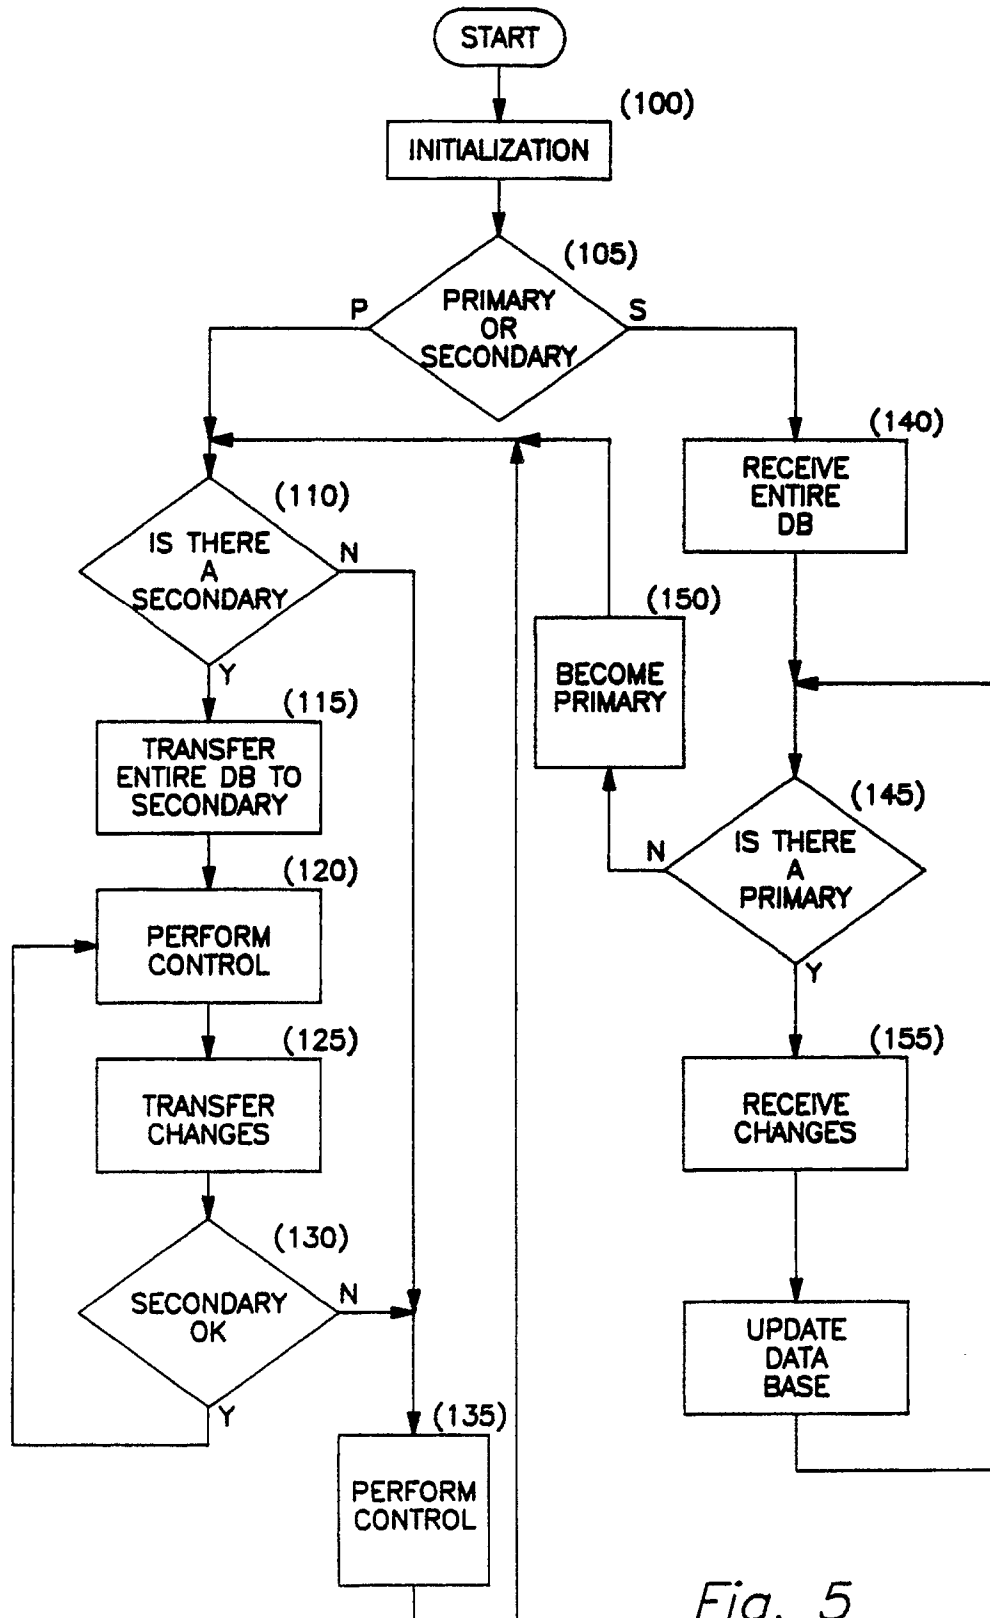 START
(100)
INITIALIZATION
(105)
P
PRIMARY
OR
SECONDARY
S
(110)
IS THERE
A
SECONDARY
N
Y
(115)
TRANSFER
ENTIRE DB TO
SECONDARY
(120)
PERFORM
CONTROL
(125)
TRANSFER
CHANGES
(130)
SECONDARY
OK
N
Y
(135)
PERFORM
CONTROL
(140)
RECEIVE
ENTIRE
DB
(150)
BECOME
PRIMARY
(145)
N
IS THERE
A
PRIMARY
Y
(155)
RECEIVE
CHANGES
UPDATE
DATA
BASE
Fig. 5